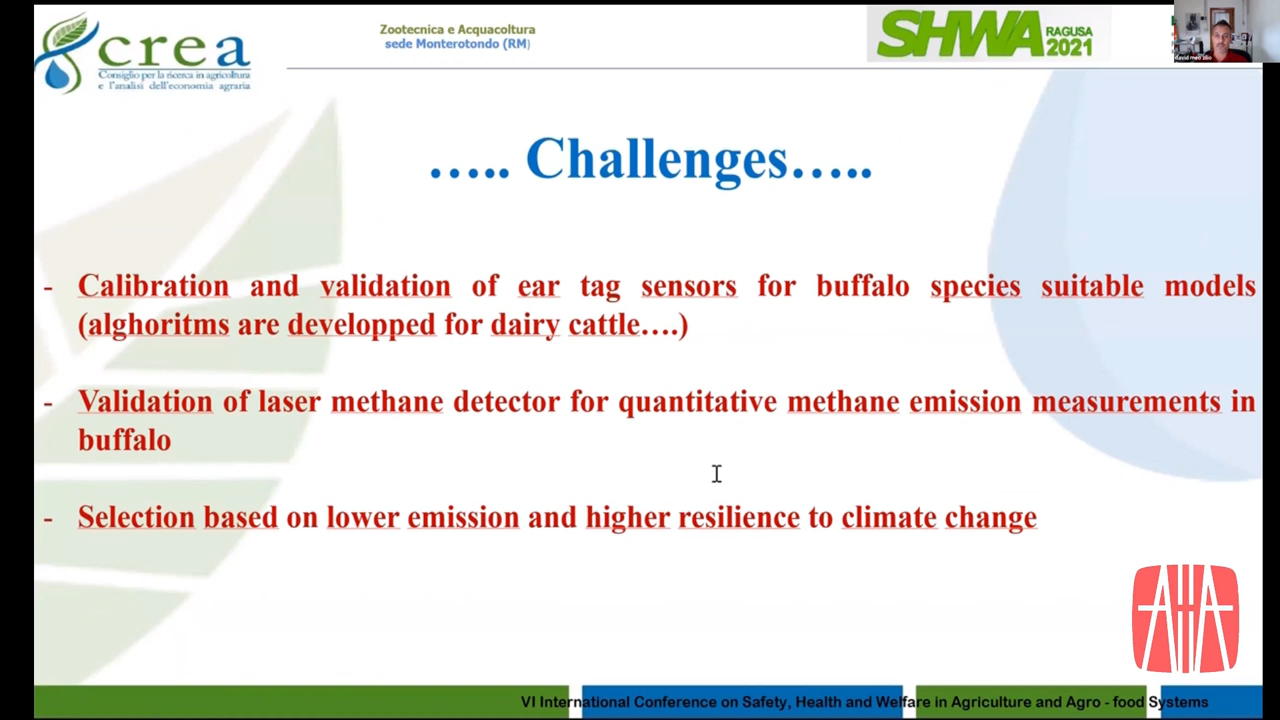 crea
Consiglio per la ricerca in agricoltura
e l'analisi dell'economia agraria
Zootecnica e Acquacoltura
sede Monterotondo (RM)
SHWA RAGUSA
2021
david meo zilio
….. Challenges…..
- Calibration and validation of ear tag sensors for buffalo species suitable models
(alghoritms are developped for dairy cattle….)
- Validation of laser methane detector for quantitative methane emission measurements in
buffalo
- Selection based on lower emission and higher resilience to climate change
VI International Conference on Safety, Health and Welfare in Agriculture and Agro - food Systems